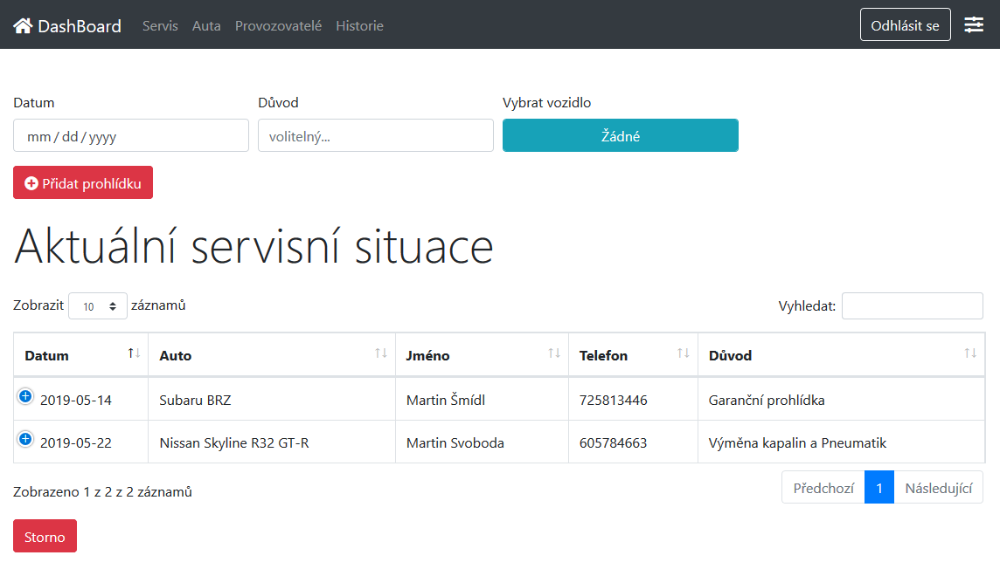 DashBoard Servis Auta Provozovatelé Historie Odhlásit se
Datum Důvod Vybrat vozidlo
mm/dd/yyyy volitelný... Žádné
Přidat prohlídku
Aktuální servisní situace
Zobrazit 10 záznamů Vyhledat:
Datum Auto Jméno Telefon Důvod
2019-05-14 Subaru BRZ Martin Šmídl 725813446 Garanční prohlídka
2019-05-22 Nissan Skyline R32 GT-R Martin Svoboda 605784663 Výměna kapalin a Pneumatik
Zobrazeno 1 z 2 z 2 záznamů Předchozí 1 Následující
Storno